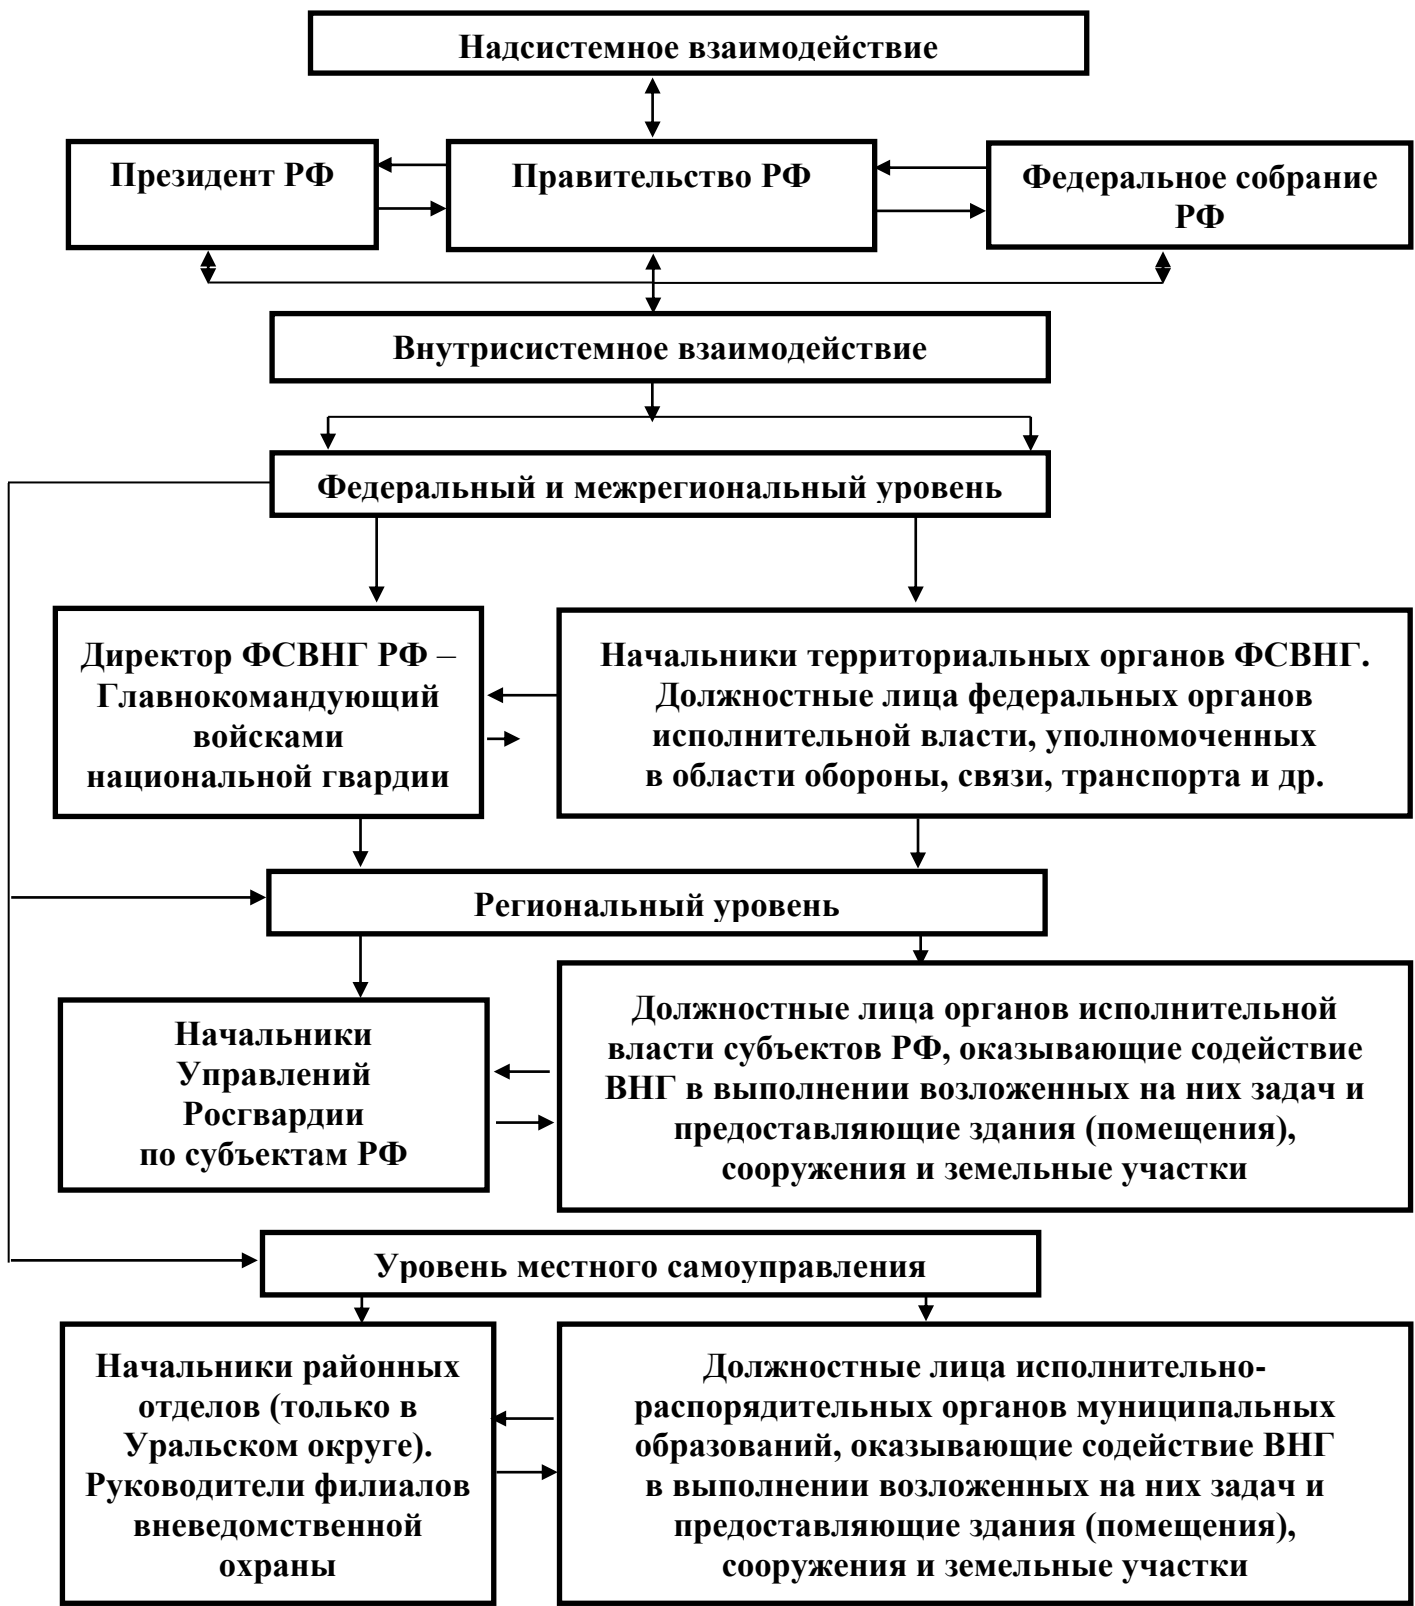 Надсистемное взаимодействие
Президент РФ
Правительство РФ
Федеральное собрание
РФ
Внутрисистемное взаимодействие
Федеральный и межрегиональный уровень
Директор ФСВНГ РФ –
Главнокомандующий
войсками
национальной гвардии
Начальники территориальных органов ФСВНГ.
Должностные лица федеральных органов
исполнительной власти, уполномоченных
в области обороны, связи, транспорта и др.
Региональный уровень
Начальники
Управлений
Росгвардии
по субъектам РФ
Должностные лица органов исполнительной
власти субъектов РФ, оказывающие содействие
ВНГ в выполнении возложенных на них задач и
предоставляющие здания (помещения),
сооружения и земельные участки
Уровень местного самоуправления
Начальники районных
отделов (только в
Уральском округе).
Руководители филиалов
вневедомственной
охраны
Должностные лица исполнительно-
распорядительных органов муниципальных
образований, оказывающие содействие ВНГ
в выполнении возложенных на них задач и
предоставляющие здания (помещения),
сооружения и земельные участки